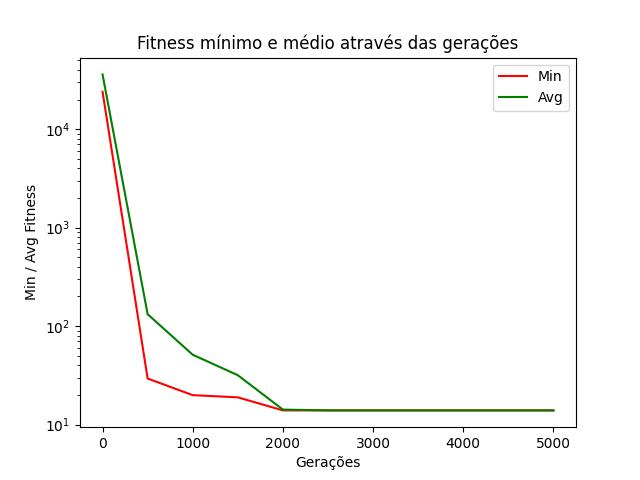 Fitness mínimo e médio através das gerações
Min
Avg
Min / Avg Fitness
10⁴
10³
10²
10¹
0 1000 2000 3000 4000 5000
Gerações